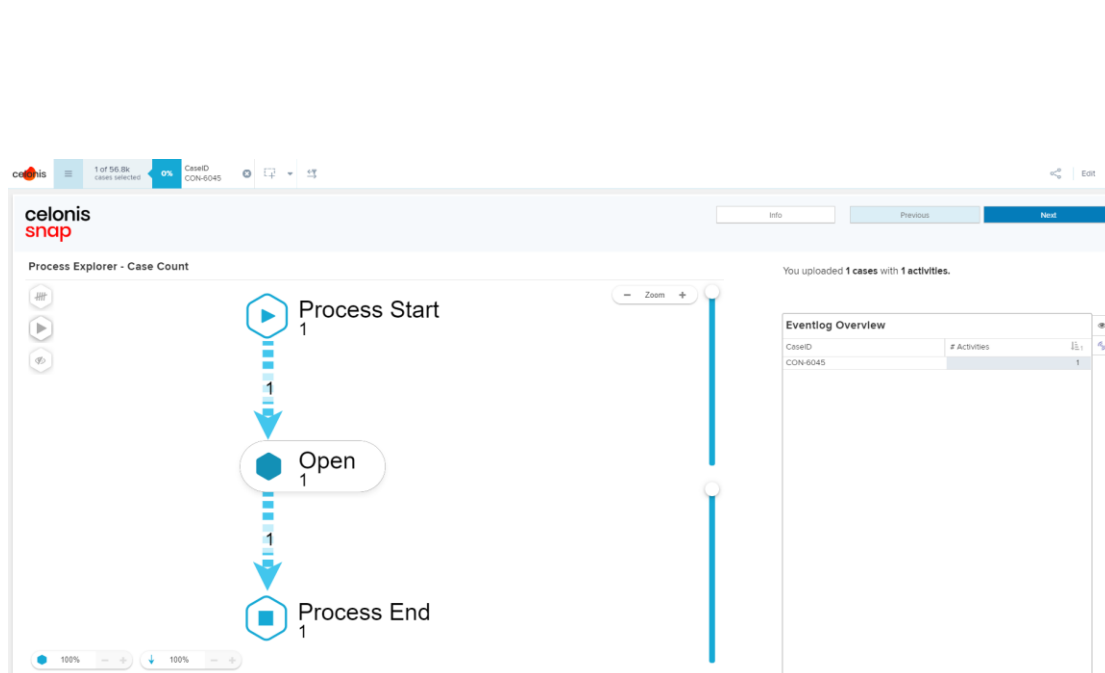 celonis
1 of 56.8k
cases selected
0%
CaseID
CON-6045
Edit
celonis
snap
Info
Previous
Next
Process Explorer - Case Count
You uploaded 1 cases with 1 activities.
− Zoom +
Process Start
1
1
Open
1
1
Process End
1
Eventlog Overview
CaseID # Activities
CON-6045 1
100% − +
100% − +